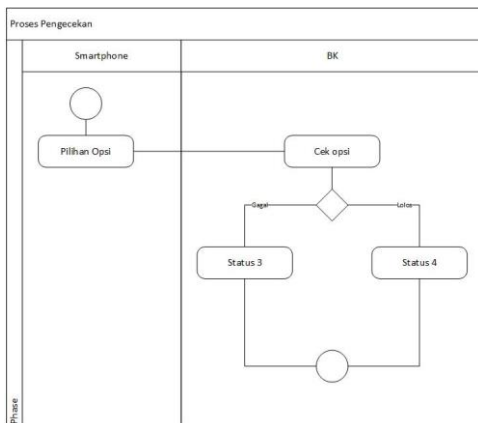 Proses Pengecekan
Smartphone
BK
Pilihan Opsi
Cek opsi
Gagal
Lolos
Status 3
Status 4
Phase